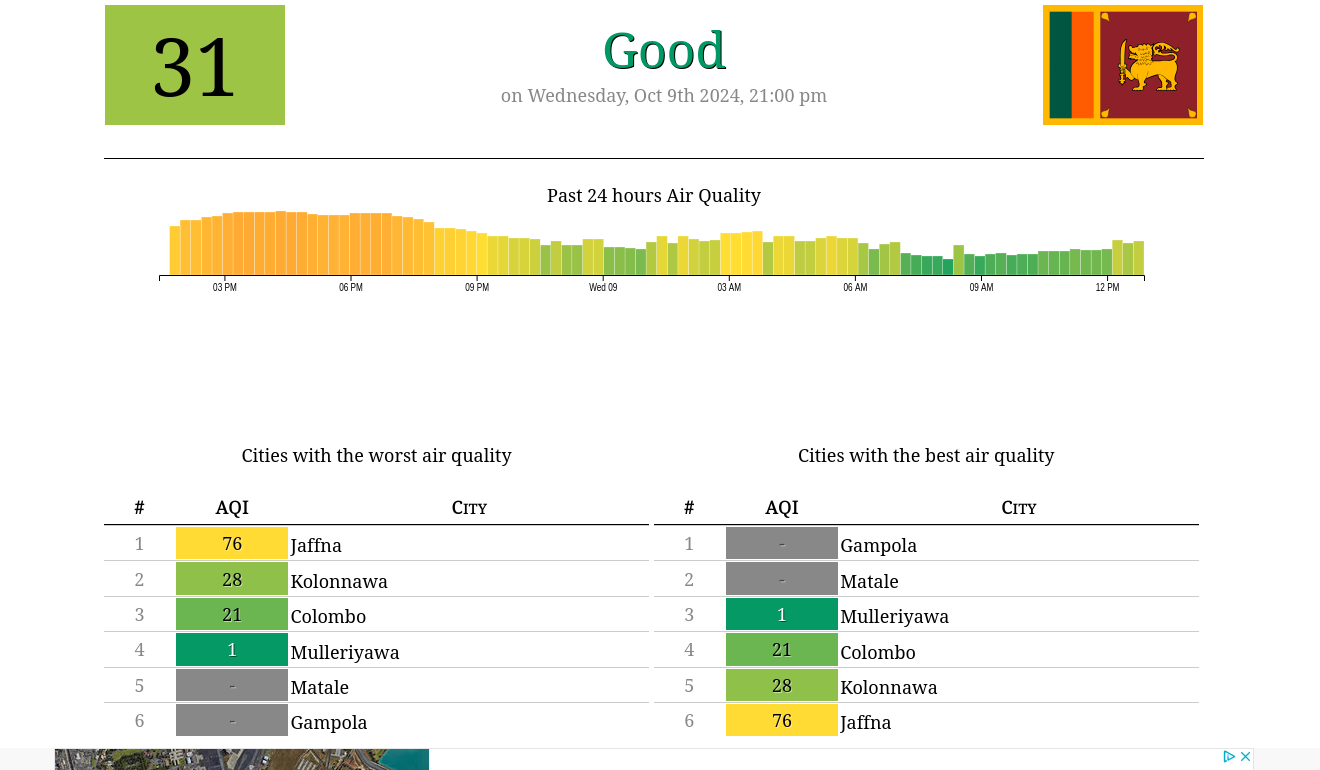 31
Good
on Wednesday, Oct 9th 2024, 21:00 pm
Past 24 hours Air Quality
03 PM 06 PM 09 PM Wed 09 03 AM 06 AM 09 AM 12 PM
Cities with the worst air quality
# AQI City
1 76 Jaffna
2 28 Kolonnawa
3 21 Colombo
4 1 Mulleriyawa
5 - Matale
6 - Gampola
Cities with the best air quality
# AQI City
1 - Gampola
2 - Matale
3 1 Mulleriyawa
4 21 Colombo
5 28 Kolonnawa
6 76 Jaffna